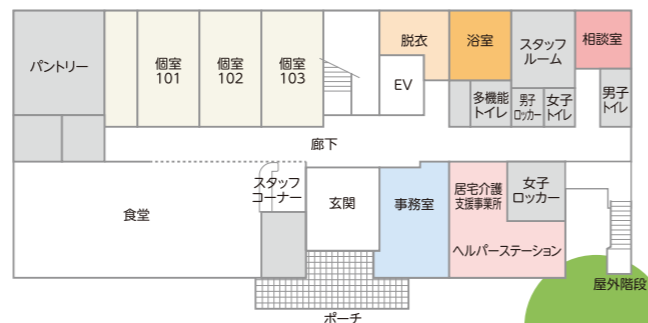 パントリー
個室
101
個室
102
個室
103
脱衣
浴室
スタッフ
ルーム
相談室
EV
多機能
トイレ
男子
ロッカー
女子
トイレ
男子
トイレ
廊下
食堂
スタッフ
コーナー
玄関
事務室
居宅介護
支援事業所
女子
ロッカー
ヘルパーステーション
屋外階段
ポーチ